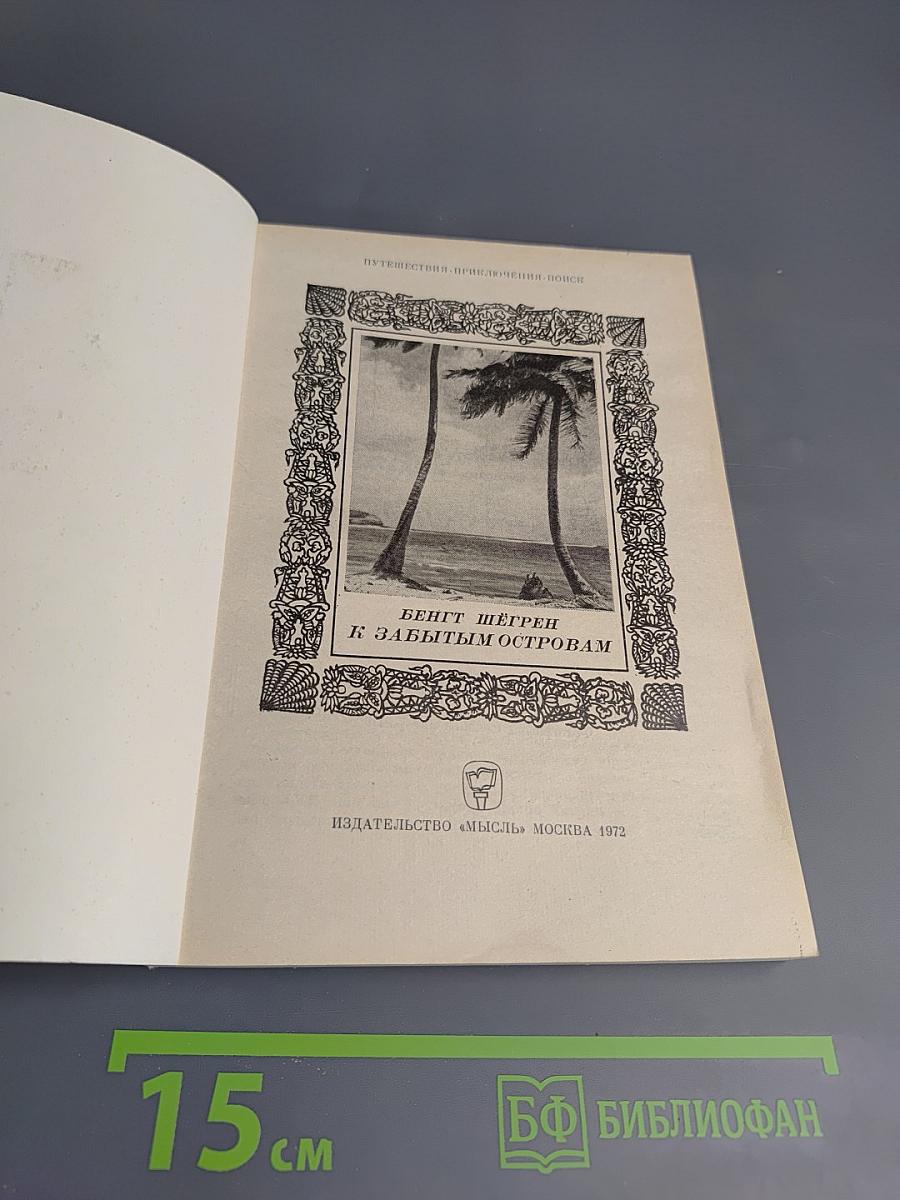 ПУТЕШЕСТВИЯ·ПРИКЛЮЧЕНИЯ·ПОИСК
БЕНГТ ШЁГРЕН
К ЗАБЫТЫМ ОСТРОВАМ
ИЗДАТЕЛЬСТВО «МЫСЛЬ» МОСКВА 1972
15 см
БФ БИБЛИОФАН